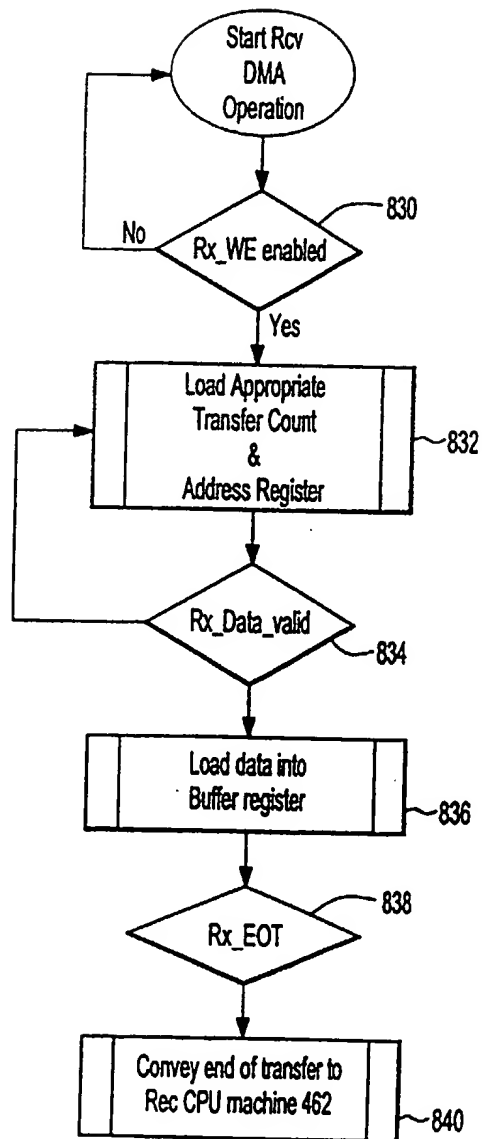 Start Rcv
DMA
Operation
830
No
Rx_WE enabled
Yes
Load Appropriate
Transfer Count
&
Address Register
832
Rx_Data_valid
834
Load data into
Buffer register
836
838
Rx_EOT
Convey end of transfer to
Rec CPU machine 462
840